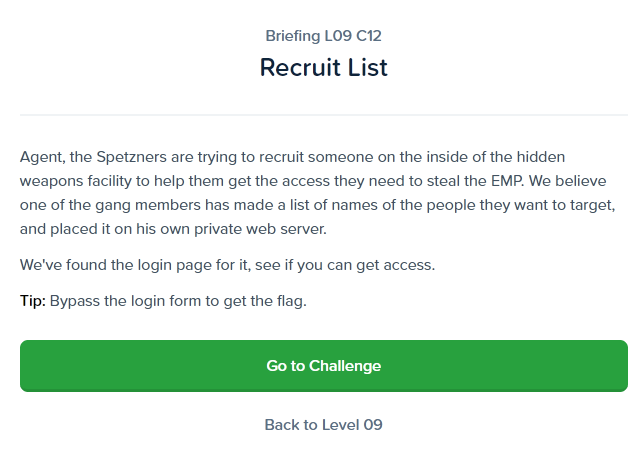 Briefing L09 C12
Recruit List
Agent, the Spetzners are trying to recruit someone on the inside of the hidden
weapons facility to help them get the access they need to steal the EMP. We believe
one of the gang members has made a list of names of the people they want to target,
and placed it on his own private web server.
We've found the login page for it, see if you can get access.
Tip: Bypass the login form to get the flag.
Go to Challenge
Back to Level 09